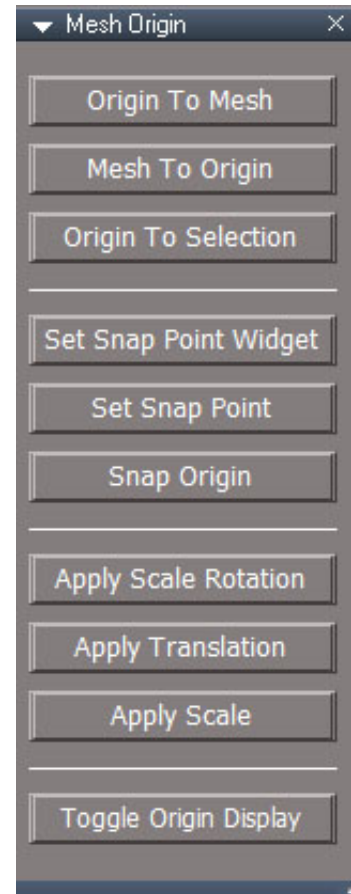 Mesh Origin
Origin To Mesh
Mesh To Origin
Origin To Selection
Set Snap Point Widget
Set Snap Point
Snap Origin
Apply Scale Rotation
Apply Translation
Apply Scale
Toggle Origin Display